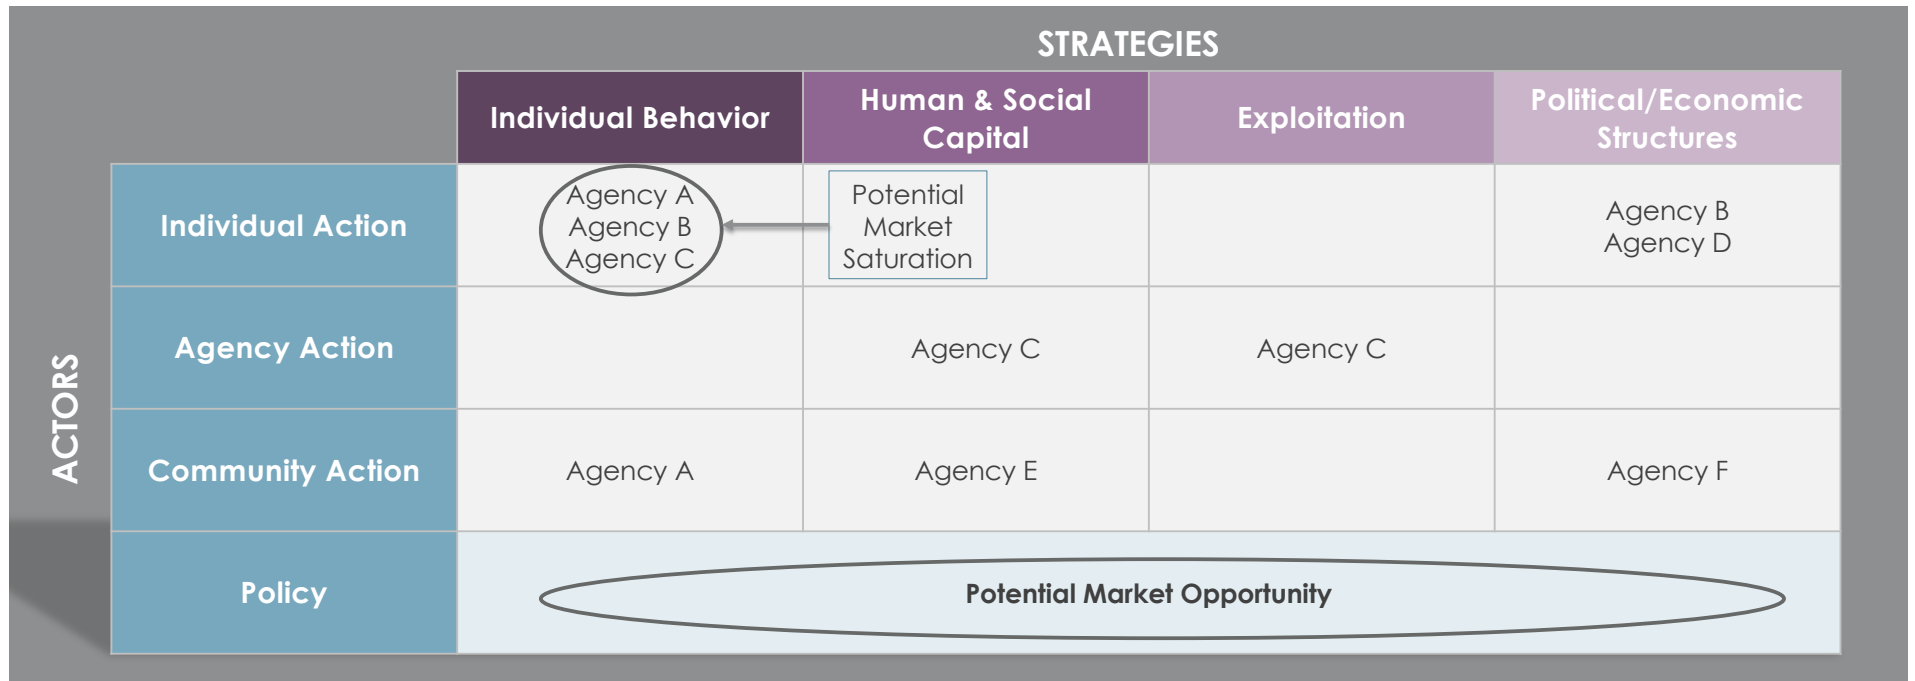 STRATEGIES
Individual Behavior
Human & Social
Capital
Exploitation
Political/Economic
Structures
ACTORS
Individual Action
Agency A
Agency B
Agency C
Potential
Market
Saturation
Agency B
Agency D
Agency Action
Agency C
Agency C
Community Action
Agency A
Agency E
Agency F
Policy
Potential Market Opportunity